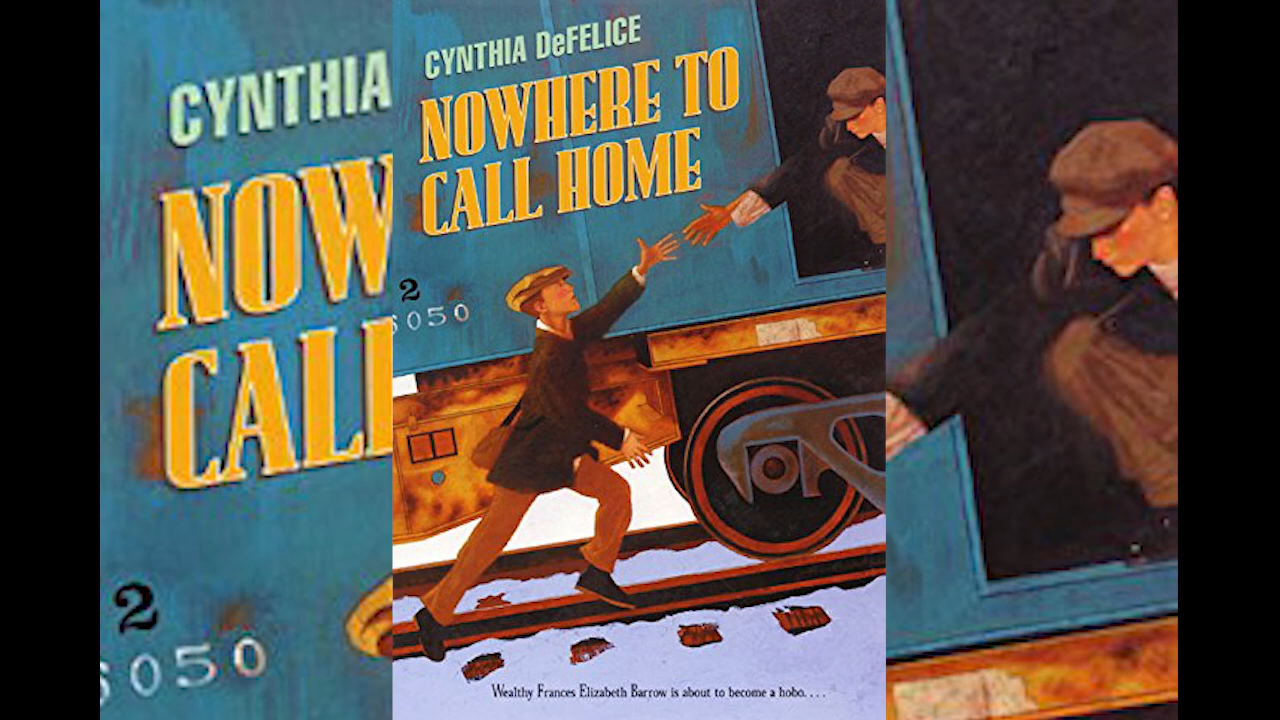 CYNTHIA DeFELICE
NOWHERE TO
CALL HOME
2
6050
Wealthy Frances Elizabeth Barrow is about to become a hobo. . . .
CYNTHIA
NOW
CALL
2
6050